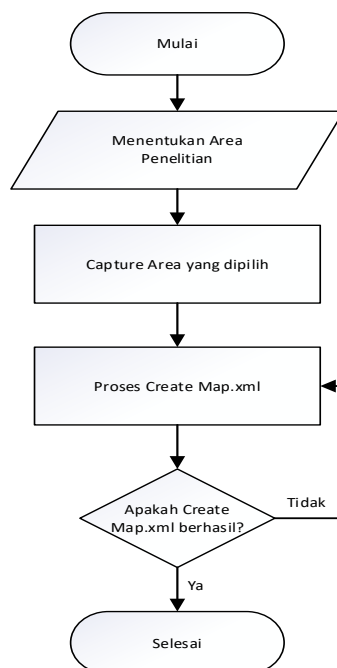 Mulai
Menentukan Area
Penelitian
Capture Area yang dipilih
Proses Create Map.xml
Apakah Create
Map.xml berhasil?
Tidak
Ya
Selesai